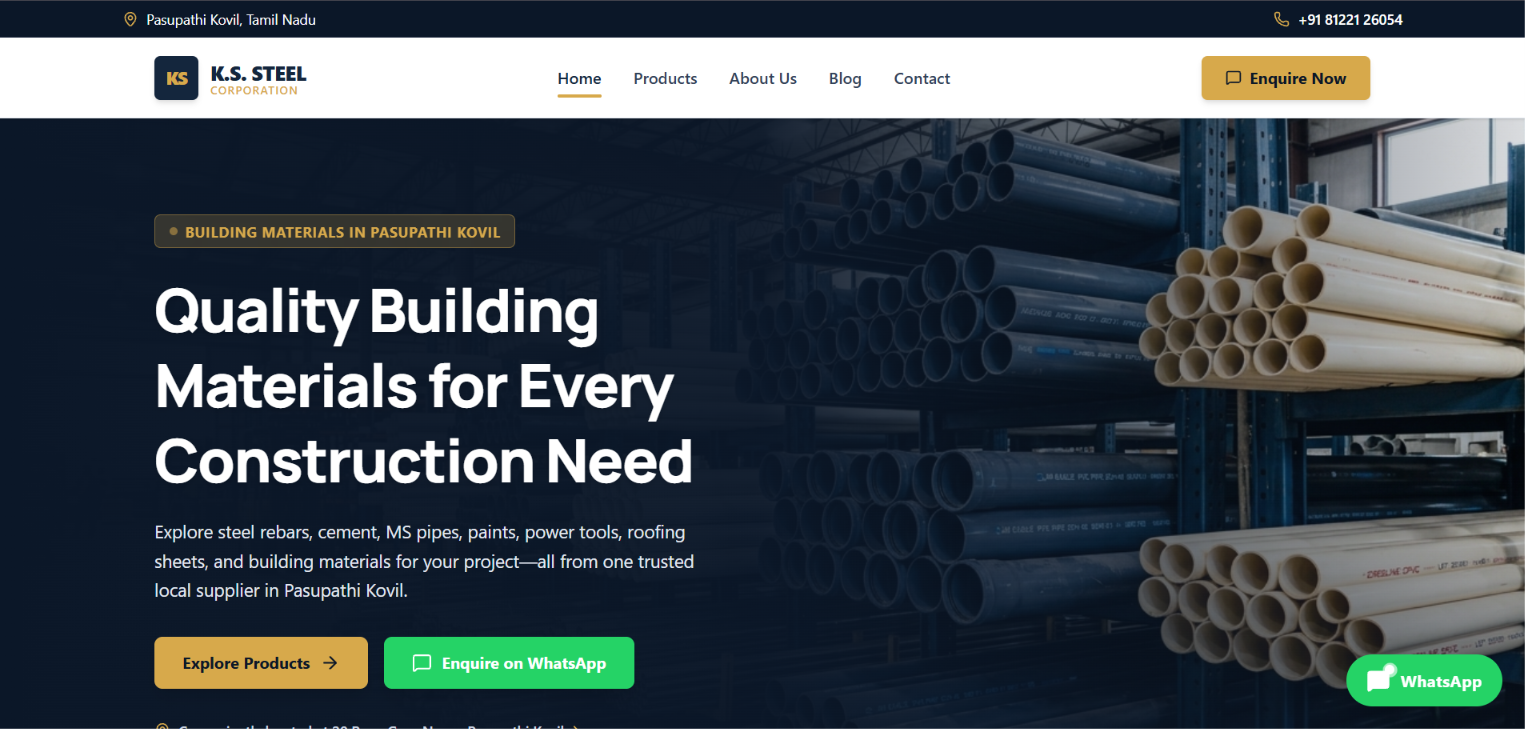 Pasupathi Kovil, Tamil Nadu
+91 81221 26054
KS
K.S. STEEL
CORPORATION
Home
Products
About Us
Blog
Contact
Enquire Now
BUILDING MATERIALS IN PASUPATHI KOVIL
Quality Building
Materials for Every
Construction Need
Explore steel rebars, cement, MS pipes, paints, power tools, roofing
sheets, and building materials for your project—all from one trusted
local supplier in Pasupathi Kovil.
Explore Products
Enquire on WhatsApp
WhatsApp